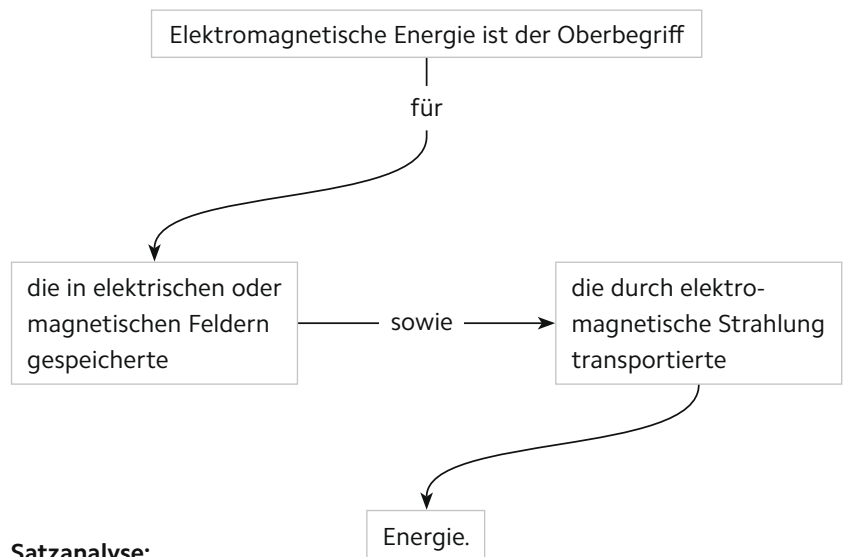 Elektromagnetische Energie ist der Oberbegriff
für
die in elektrischen oder
magnetischen Feldern
gespeicherte
sowie
die durch elektro-
magnetische Strahlung
transportierte
Energie.
Satzanalyse: